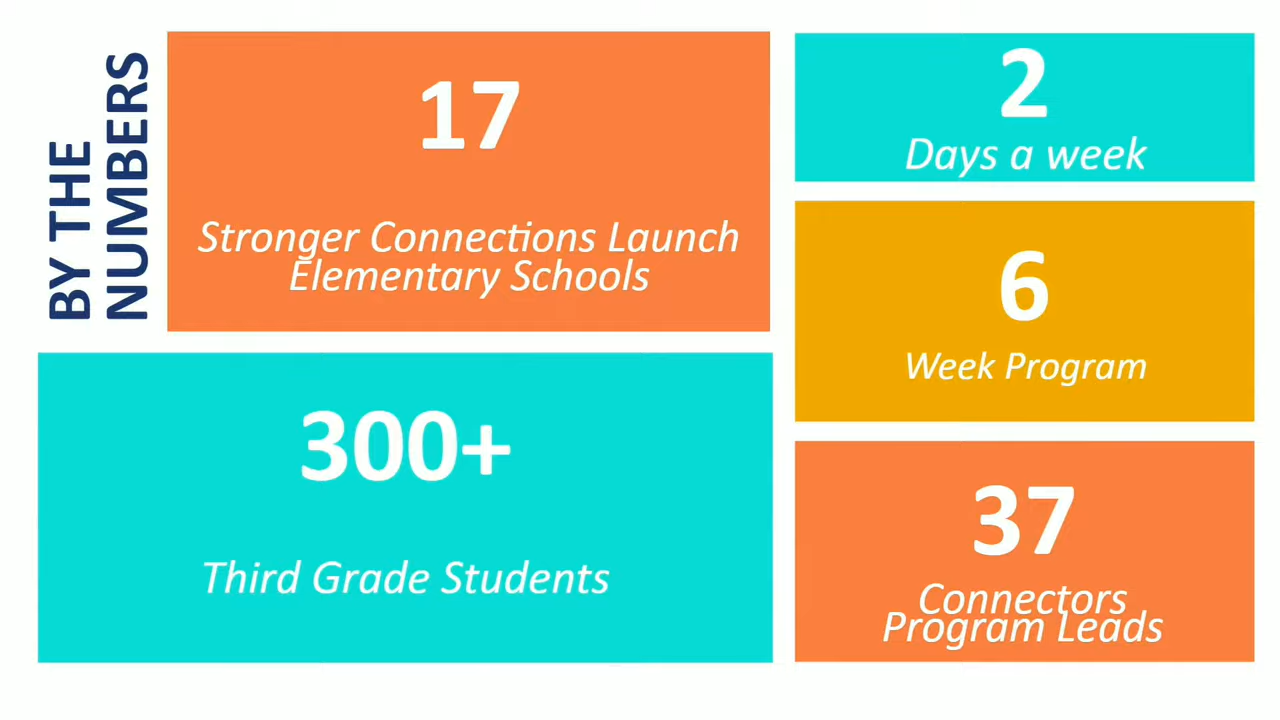 BY THE
NUMBERS
17
Stronger Connections Launch
Elementary Schools
300+
Third Grade Students
2
Days a week
6
Week Program
37
Connectors
Program Leads